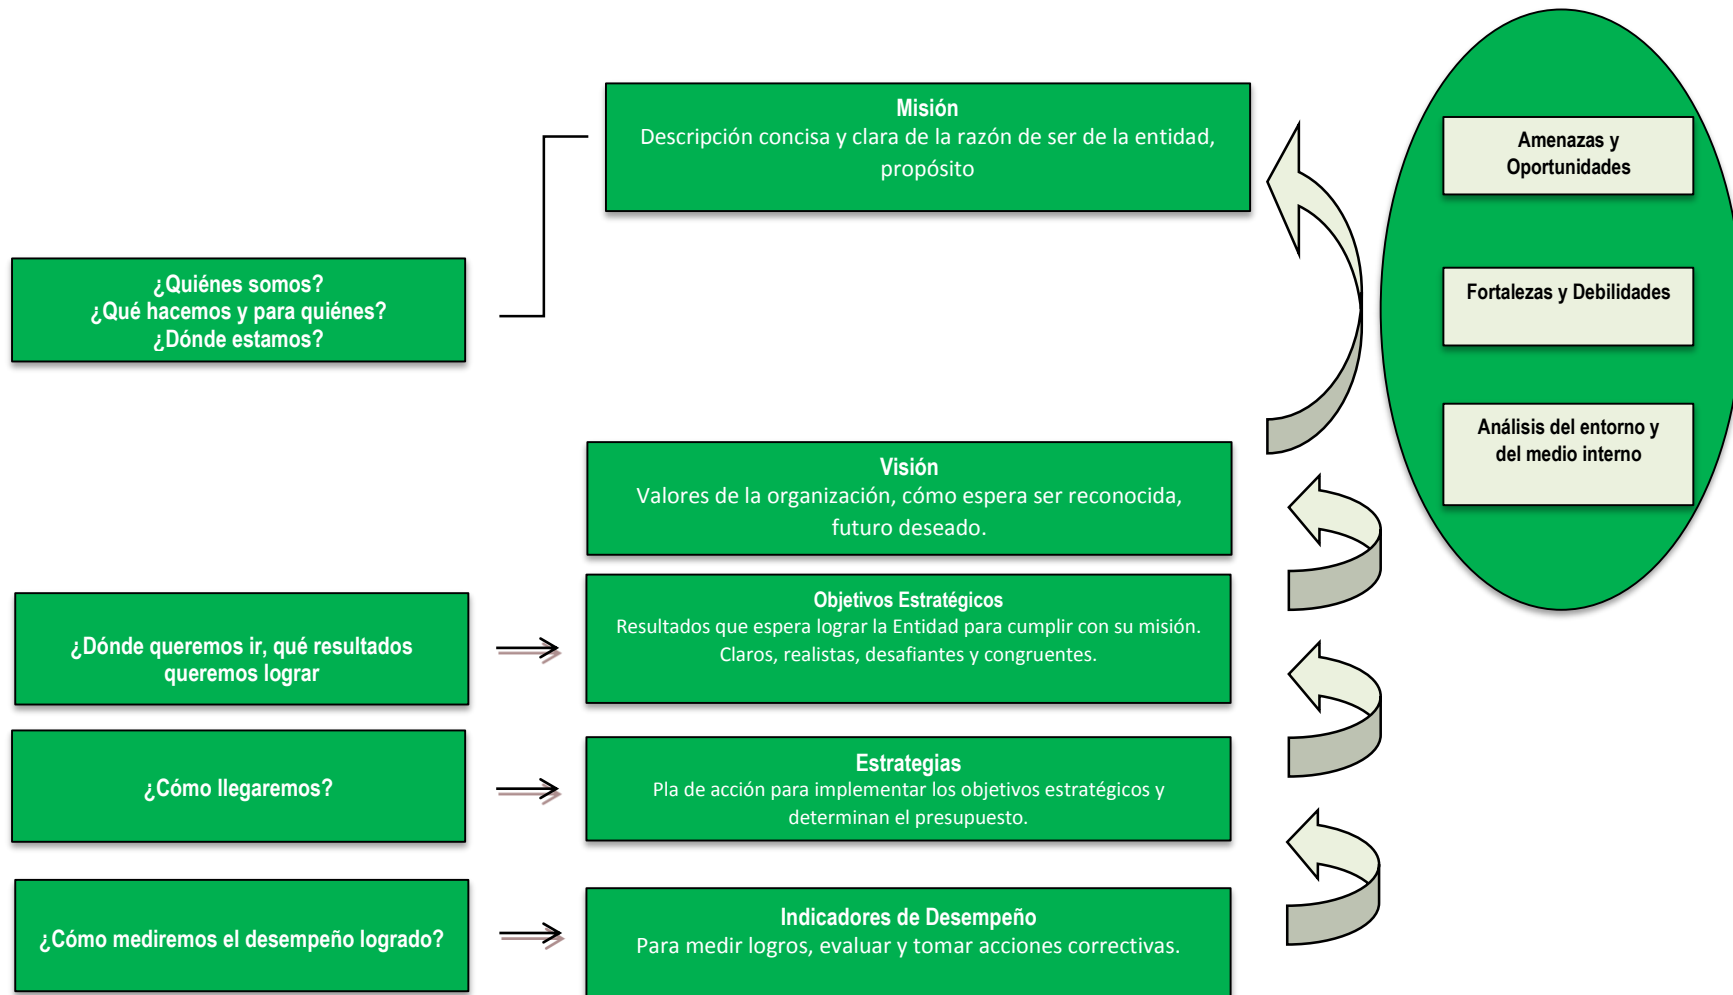 Misión
Descripción concisa y clara de la razón de ser de la entidad,
propósito
Amenazas y
Oportunidades
¿Quiénes somos?
¿Qué hacemos y para quiénes?
¿Dónde estamos?
Fortalezas y Debilidades
Análisis del entorno y
del medio interno
Visión
Valores de la organización, cómo espera ser reconocida,
futuro deseado.
¿Dónde queremos ir, qué resultados
queremos lograr
Objetivos Estratégicos
Resultados que espera lograr la Entidad para cumplir con su misión.
Claros, realistas, desafiantes y congruentes.
¿Cómo llegaremos?
Estrategias
Pla de acción para implementar los objetivos estratégicos y
determinan el presupuesto.
¿Cómo mediremos el desempeño logrado?
Indicadores de Desempeño
Para medir logros, evaluar y tomar acciones correctivas.